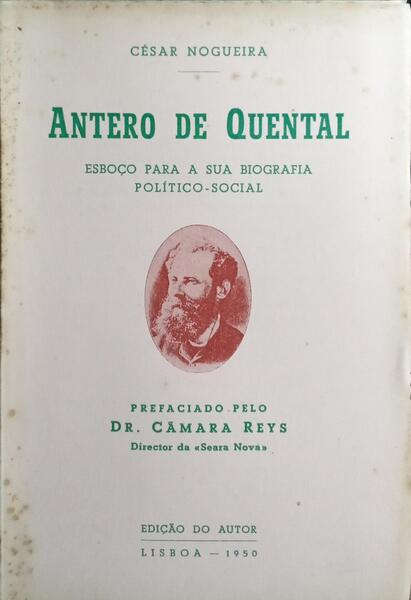 CÉSAR NOGUEIRA
ANTERO DE QUENTAL
ESBOÇO PARA A SUA BIOGRAFIA
POLÍTICO-SOCIAL
PREFACIADO PELO
DR. CÂMARA REYS
Director da «Seara Nova»
EDIÇÃO DO AUTOR
LISBOA — 1950